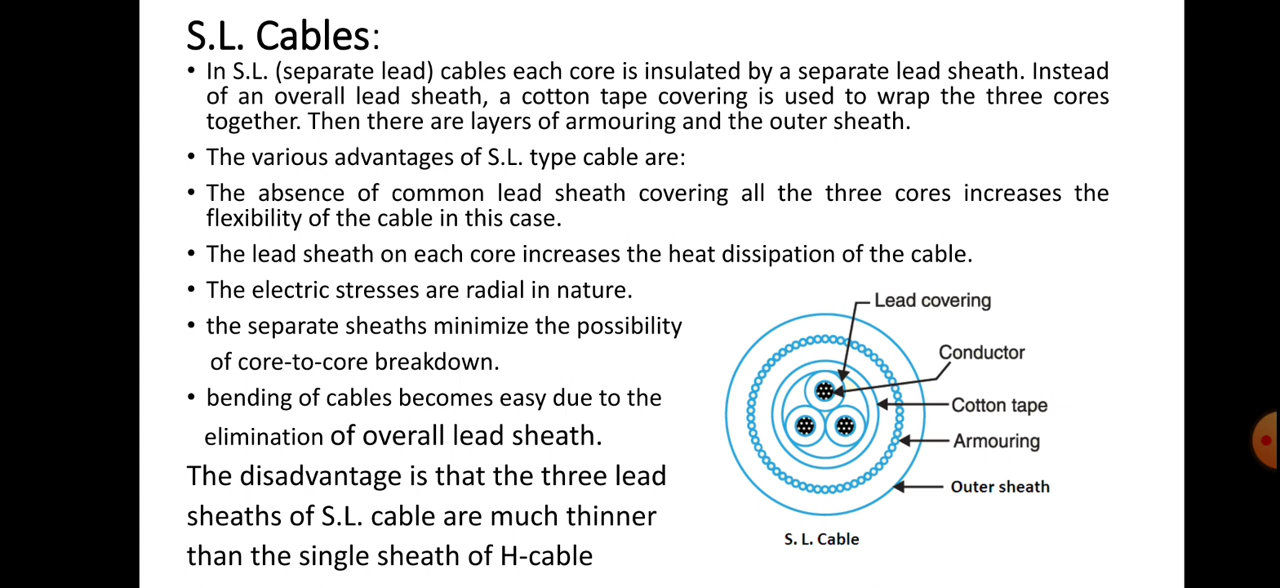 S.L. Cables:
• In S.L. (separate lead) cables each core is insulated by a separate lead sheath. Instead
of an overall lead sheath, a cotton tape covering is used to wrap the three cores
together. Then there are layers of armouring and the outer sheath.
• The various advantages of S.L. type cable are:
• The absence of common lead sheath covering all the three cores increases the
flexibility of the cable in this case.
• The lead sheath on each core increases the heat dissipation of the cable.
• The electric stresses are radial in nature.
• the separate sheaths minimize the possibility
of core-to-core breakdown.
• bending of cables becomes easy due to the
elimination of overall lead sheath.
The disadvantage is that the three lead
sheaths of S.L. cable are much thinner
than the single sheath of H-cable
Lead covering
Conductor
Cotton tape
Armouring
Outer sheath
S. L. Cable